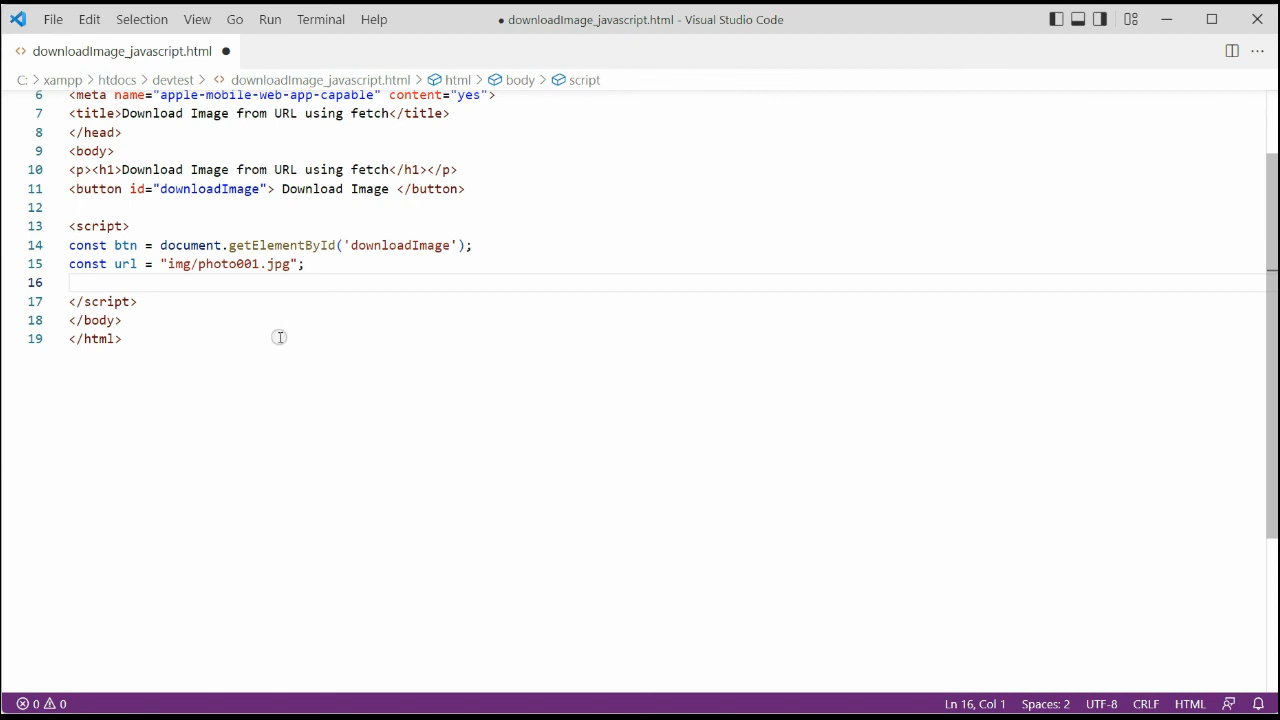 File Edit Selection View Go Run Terminal Help ● downloadImage_javascript.html - Visual Studio Code
<> downloadImage_javascript.html ●
C: > xampp > htdocs > devtest > <> downloadImage_javascript.html > html > body > script
6 <meta name="apple-mobile-web-app-capable" content="yes">
7 <title>Download Image from URL using fetch</title>
8 </head>
9 <body>
10 <p><h1>Download Image from URL using fetch</h1></p>
11 <button id="downloadImage"> Download Image </button>
12
13 <script>
14 const btn = document.getElementById('downloadImage');
15 const url = "img/photo001.jpg";
16
17 </script>
18 </body>
19 </html>
0 0 Ln 16, Col 1 Spaces: 2 UTF-8 CRLF HTML